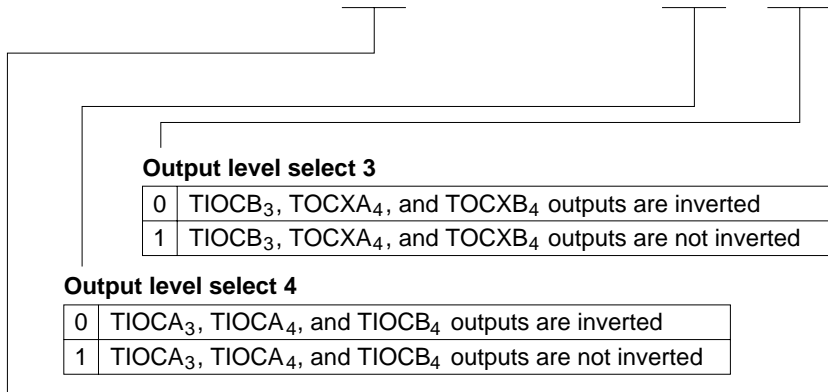 Output level select 3
0 TIOCB₃, TOCXA₄, and TOCXB₄ outputs are inverted
1 TIOCB₃, TOCXA₄, and TOCXB₄ outputs are not inverted
Output level select 4
0 TIOCA₃, TIOCA₄, and TIOCB₄ outputs are inverted
1 TIOCA₃, TIOCA₄, and TIOCB₄ outputs are not inverted